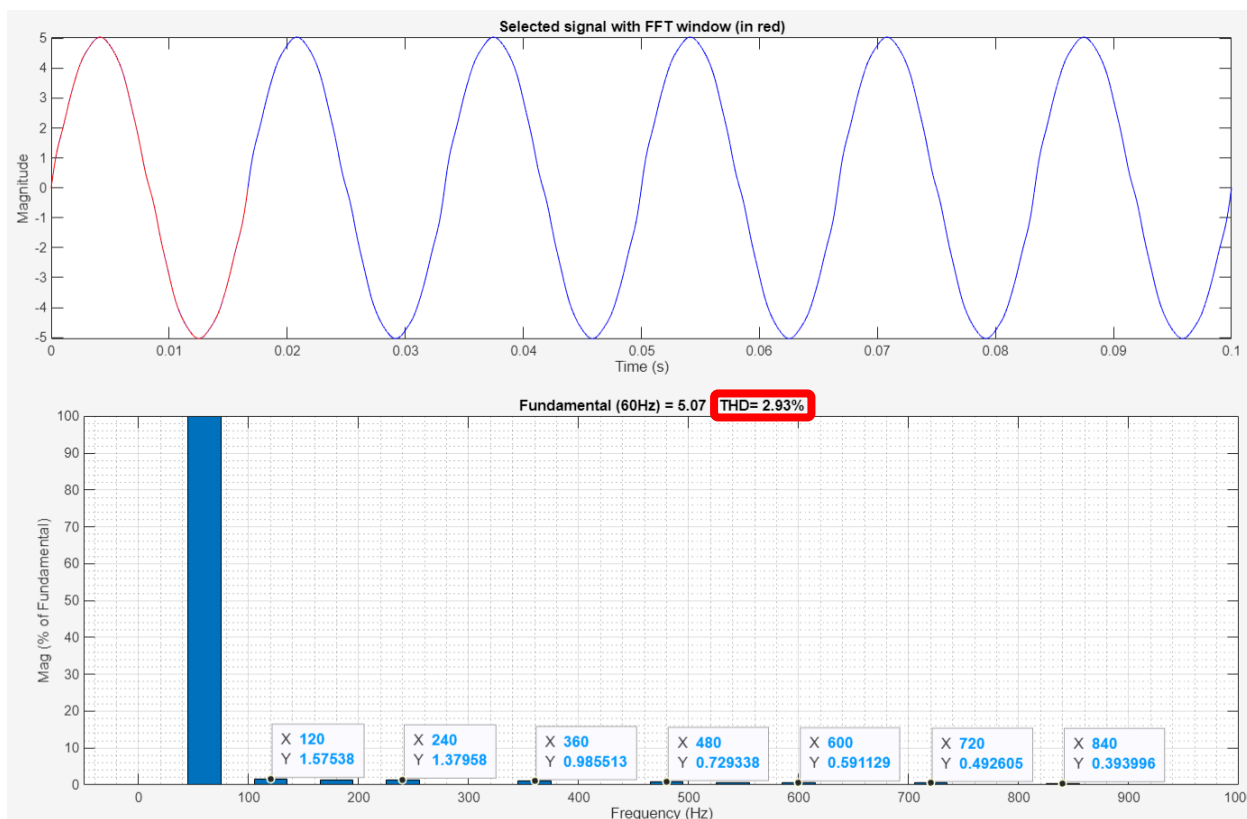 Selected signal with FFT window (in red)
5
4
3
2
1
0
-1
-2
-3
-4
-5
Magnitude
0 0.01 0.02 0.03 0.04 0.05 0.06 0.07 0.08 0.09 0.1
Time (s)
Fundamental (60Hz) = 5.07 THD= 2.93%
100
90
80
70
60
50
40
30
20
10
0
Mag (% of Fundamental)
X 120
Y 1.57538
X 240
Y 1.37958
X 360
Y 0.985513
X 480
Y 0.729338
X 600
Y 0.591129
X 720
Y 0.492605
X 840
Y 0.393996
0 100 200 300 400 500 600 700 800 900 100
Frequency (Hz)